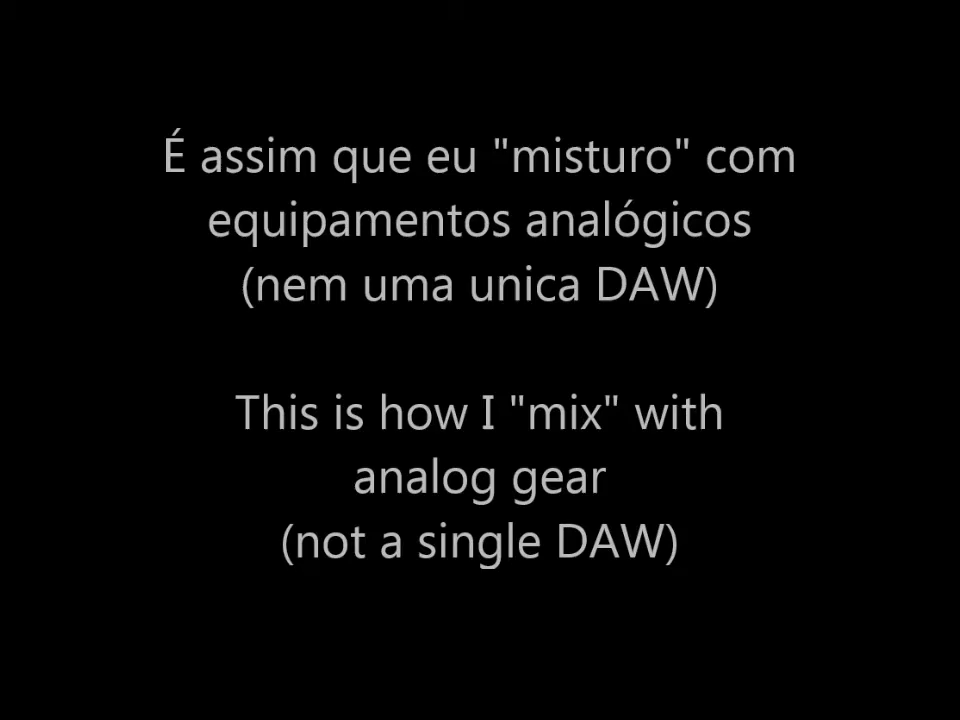 É assim que eu "misturo" com
equipamentos analógicos
(nem uma unica DAW)
This is how I "mix" with
analog gear
(not a single DAW)